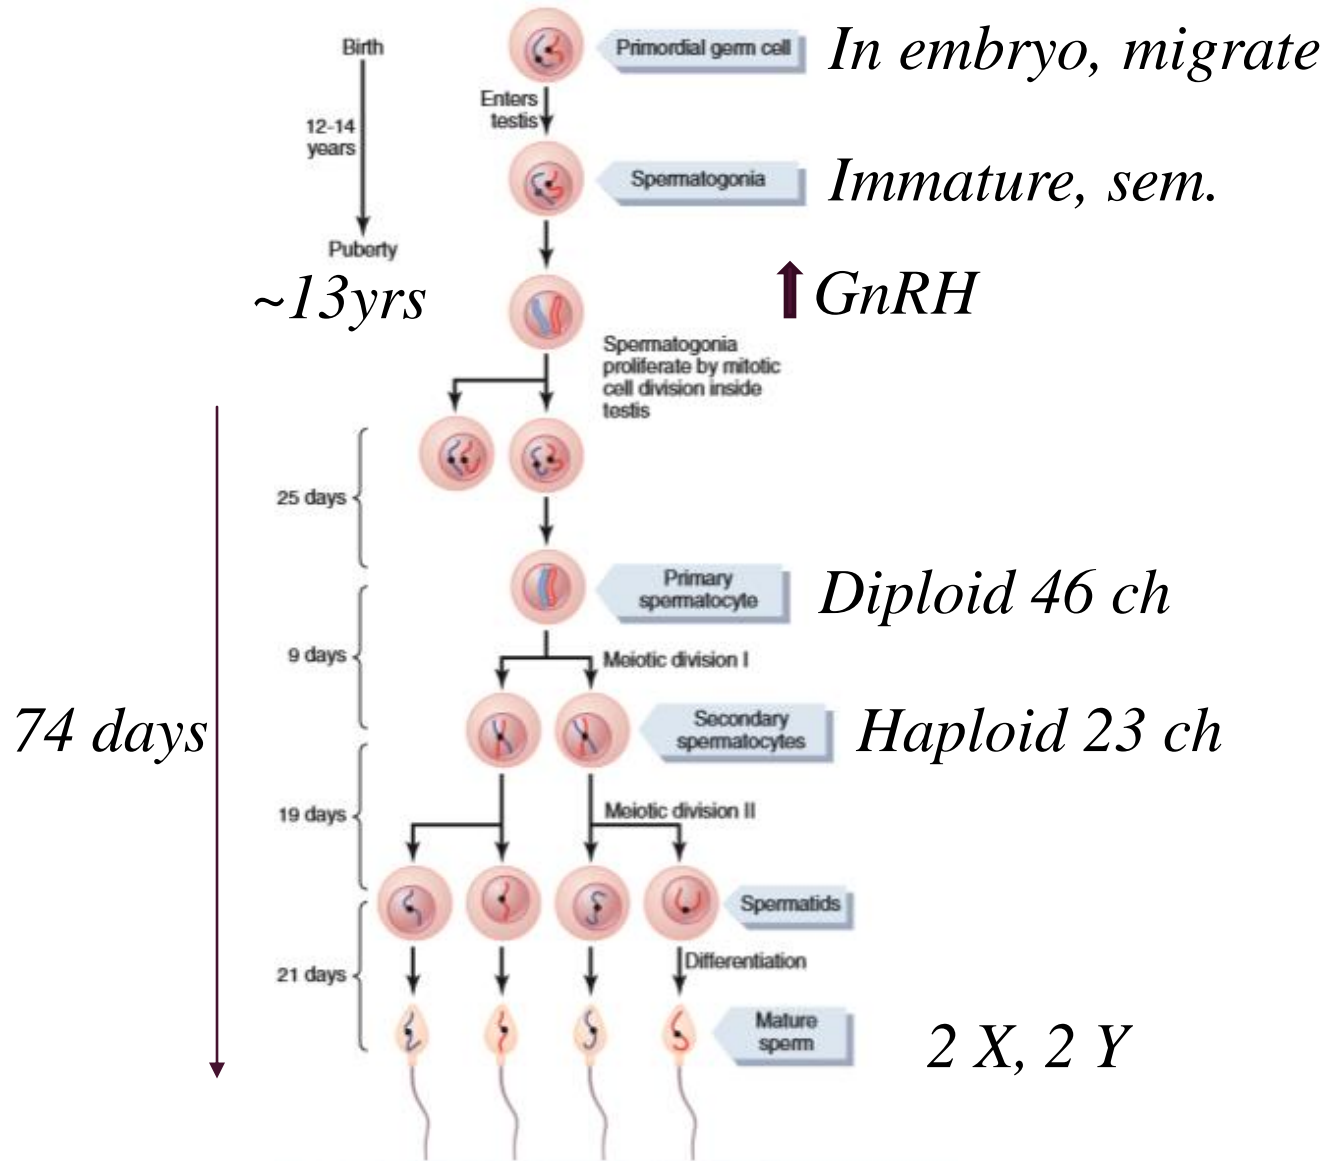 Birth
Primordial germ cell
In embryo, migrate
Enters
testis
12-14
years
Spermatogonia
Immature, sem.
Puberty
~13yrs
GnRH
Spermatogonia
proliferate by mitotic
cell division inside
testis
25 days
Primary
spermatocyte
Diploid 46 ch
9 days
Meiotic division I
74 days
Secondary
spermatocytes
Haploid 23 ch
19 days
Meiotic division II
Spermatids
21 days
Differentiation
Mature
sperm
2 X, 2 Y